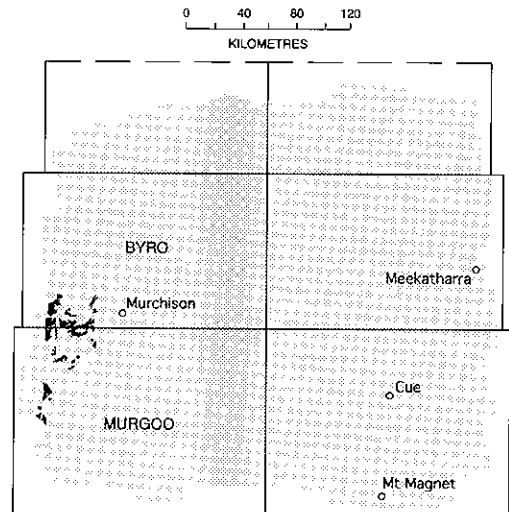 0 40 80 120
KILOMETRES
BYRO
Meekatharra
Murchison
Cue
MURGOO
Mt Magnet